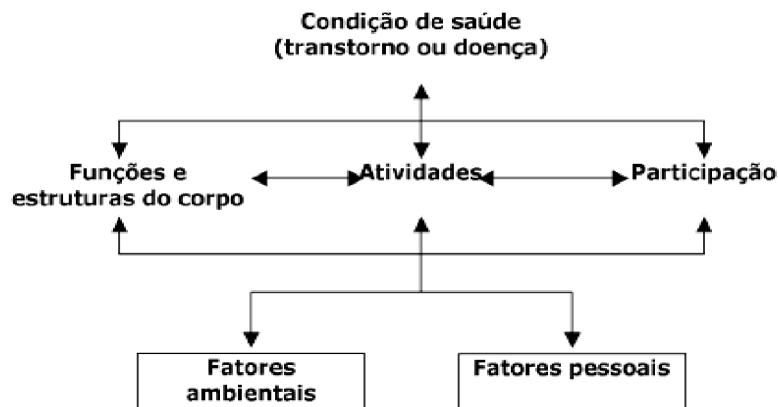 Condição de saúde
(transtorno ou doença)
Funções e
estruturas do corpo
Atividades
Participação
Fatores
ambientais
Fatores pessoais